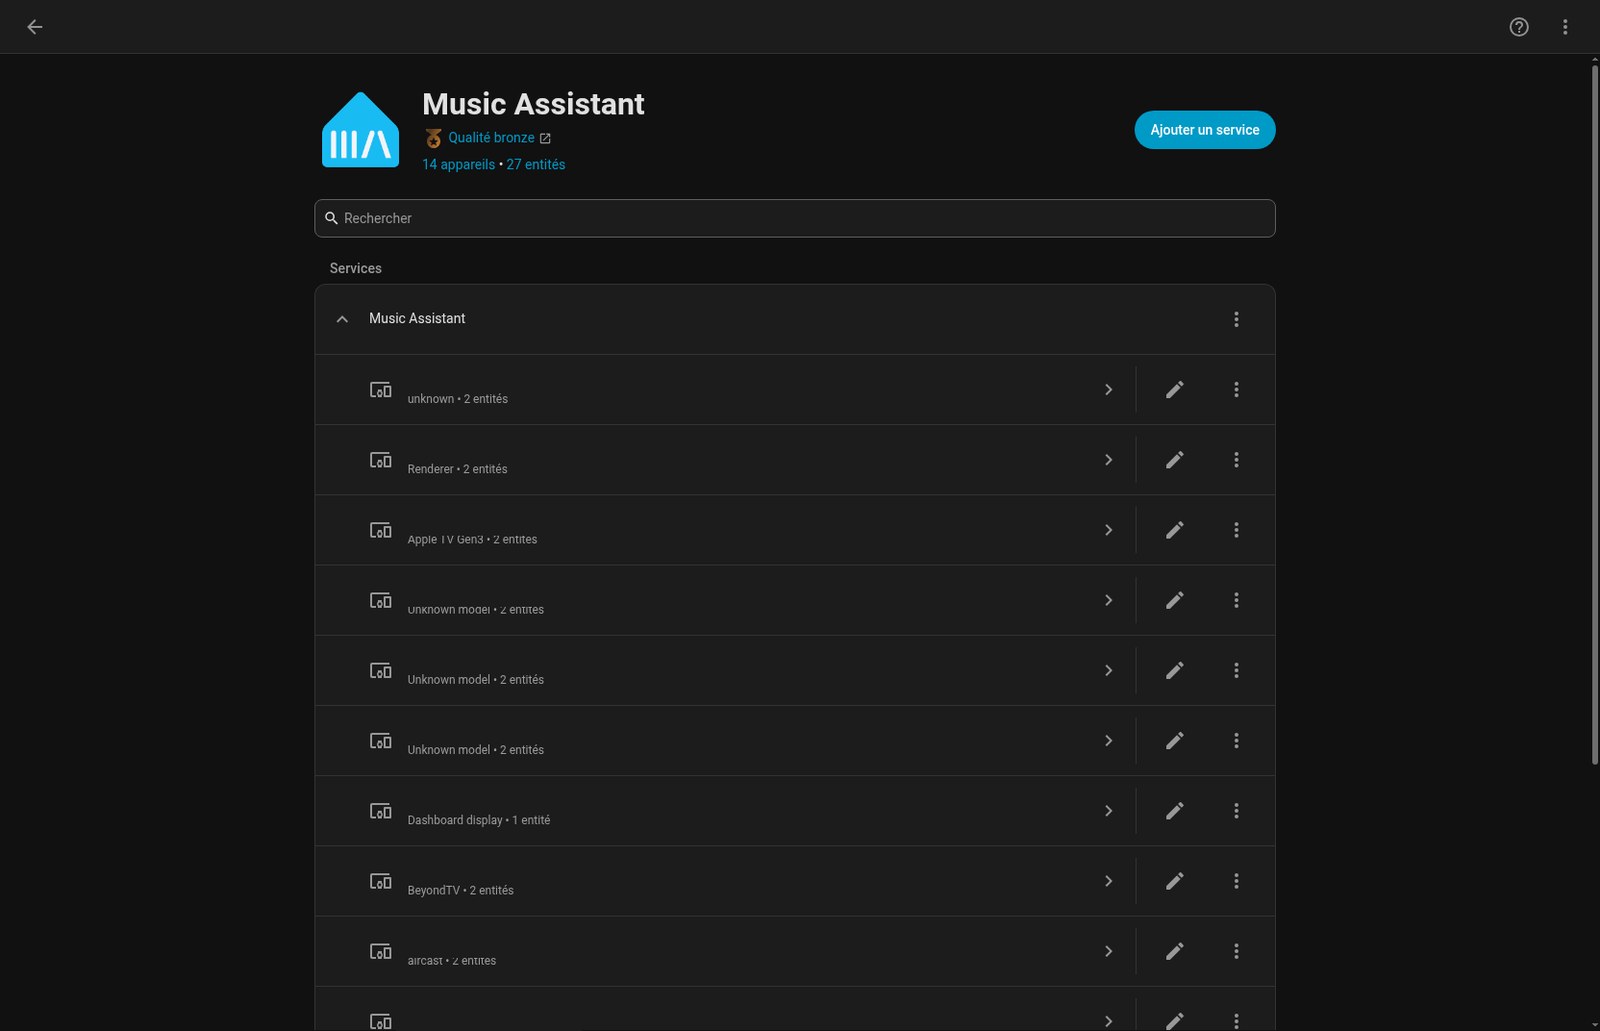 Music Assistant
Qualité bronze
14 appareils • 27 entités
Ajouter un service
Rechercher
Services
Music Assistant
unknown • 2 entités
Renderer • 2 entités
Apple TV Gen3 • 2 entités
Unknown model • 2 entités
Unknown model • 2 entités
Unknown model • 2 entités
Dashboard display • 1 entité
BeyondTV • 2 entités
aircast • 2 entités